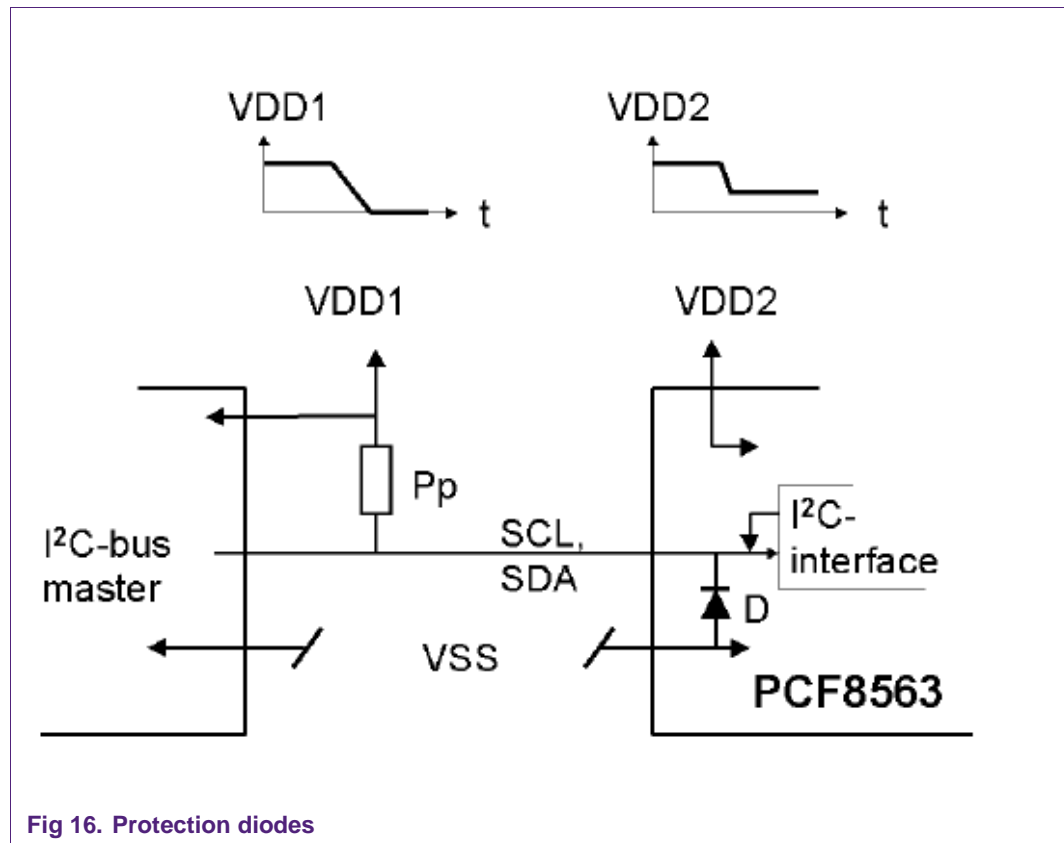 VDD1
VDD2
t
t
VDD1
VDD2
Pp
I²C-bus
master
SCL,
SDA
I²C-
interface
D
VSS
PCF8563
Fig 16. Protection diodes